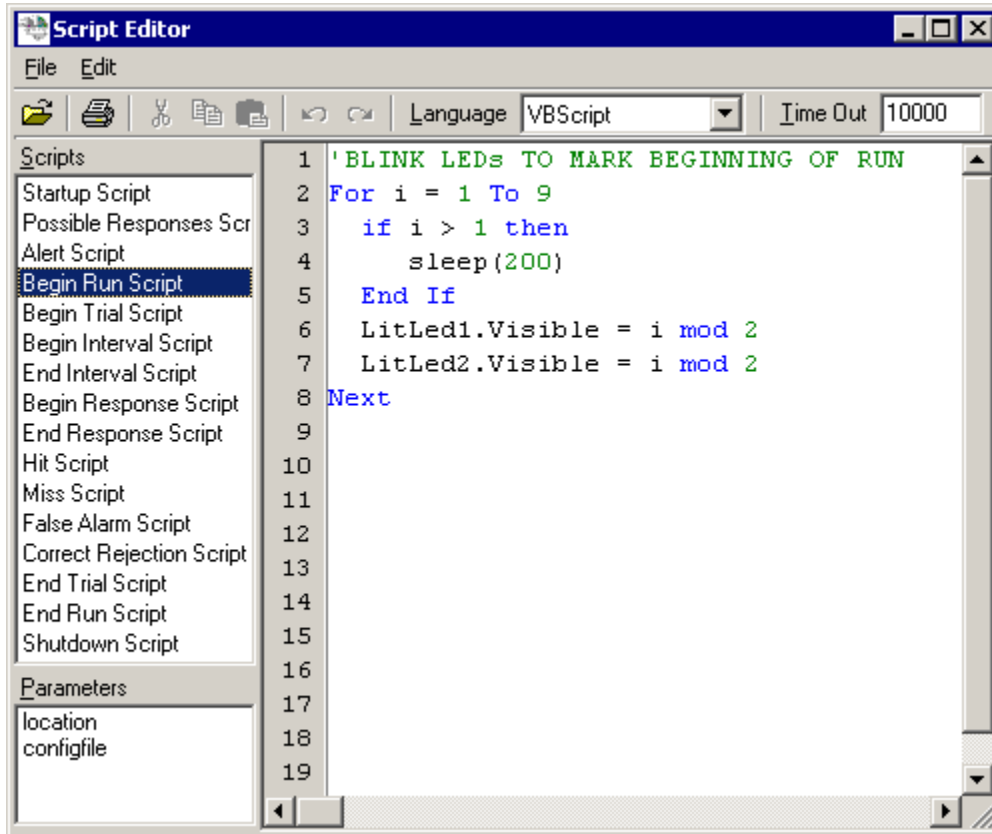 Script Editor
File Edit
Language VBScript Time Out 10000
Scripts
Startup Script
Possible Responses Scr
Alert Script
Begin Run Script
Begin Trial Script
Begin Interval Script
End Interval Script
Begin Response Script
End Response Script
Hit Script
Miss Script
False Alarm Script
Correct Rejection Script
End Trial Script
End Run Script
Shutdown Script
Parameters
location
configfile
1 'BLINK LEDs TO MARK BEGINNING OF RUN
2 For i = 1 To 9
3   if i > 1 then
4      sleep(200)
5   End If
6   LitLed1.Visible = i mod 2
7   LitLed2.Visible = i mod 2
8 Next
9
10
11
12
13
14
15
16
17
18
19